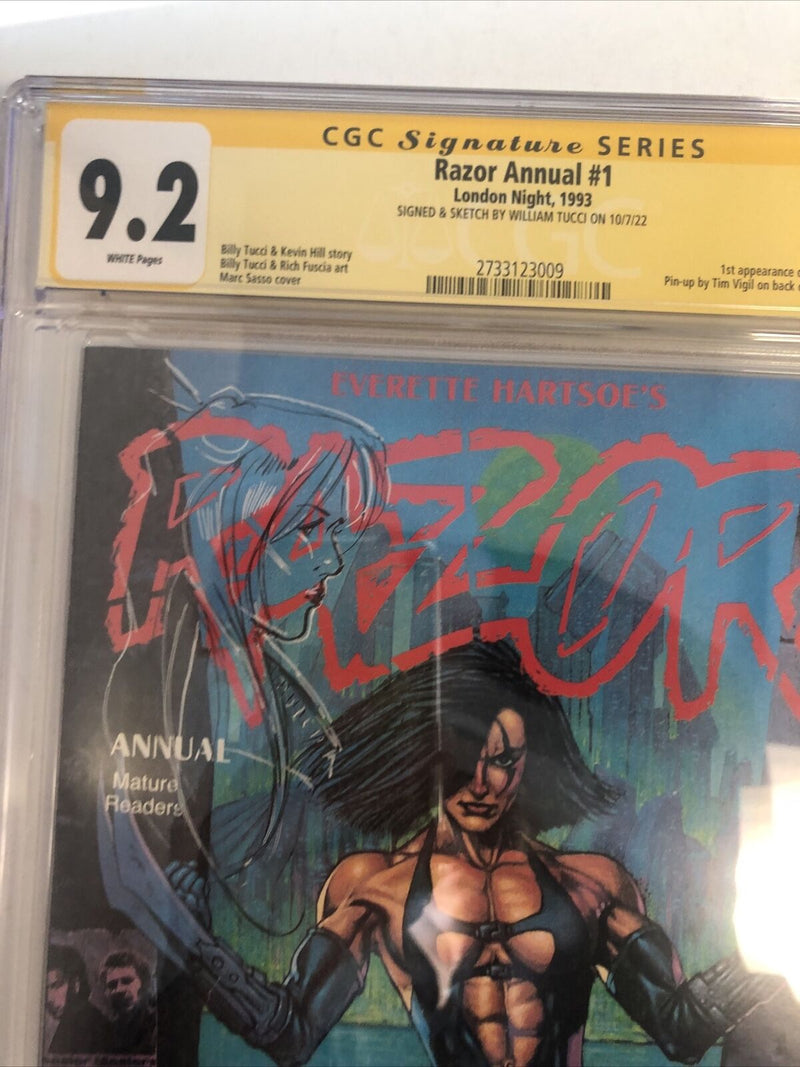 CGC Signature SERIES
Razor Annual #1
London Night, 1993
SIGNED & SKETCH BY WILLIAM TUCCI ON 10/7/22
9.2
WHITE Pages
Billy Tucci & Kevin Hill story
Billy Tucci & Rich Fuscia art
Marc Sasso cover
2733123009
1st appearance
Pin-up by Tim Vigil on back
CGC
EVERETTE HARTSOE'S
RAZOR
ANNUAL
Mature
Readers